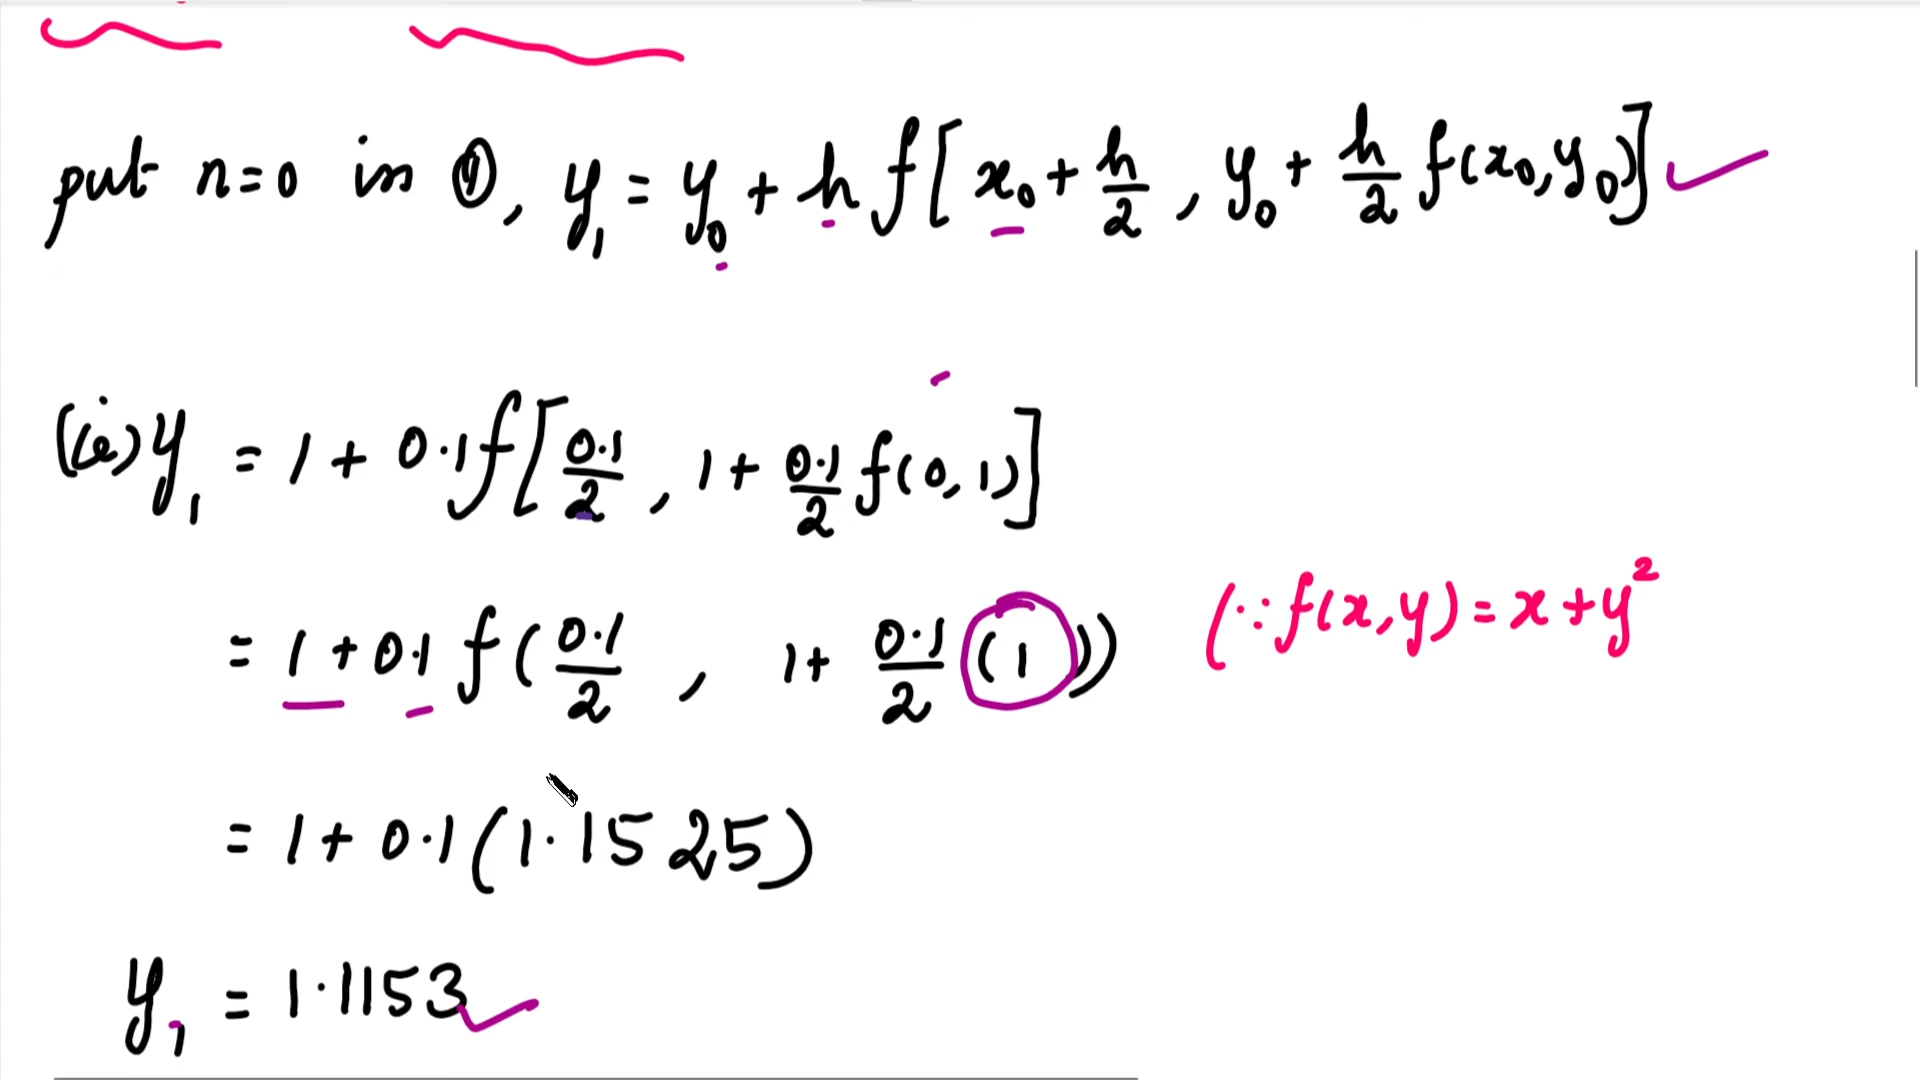 put n=0 in ①, y₁ = y₀ + h f[x₀ + h/2, y₀ + h/2 f(x₀, y₀)]
(ie) y₁ = 1 + 0.1 f[0.1/2, 1 + 0.1/2 f(0, 1)]
= 1 + 0.1 f(0.1/2, 1 + 0.1/2 (1))
(∵ f(x, y) = x + y²
= 1 + 0.1 (1.1525)
y₁ = 1.1153